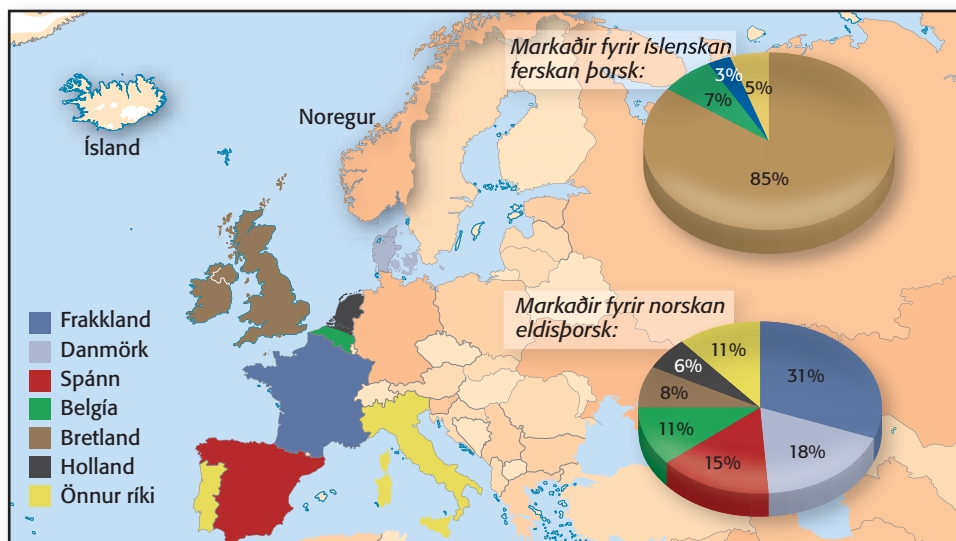 Markaðir fyrir íslenskan
ferskan þorsk:
3%
5%
7%
85%
Noregur
Ísland
Markaðir fyrir norskan
eldisþorsk:
11%
6%
31%
8%
11%
15%
18%
Frakkland
Danmörk
Spánn
Belgía
Bretland
Holland
Önnur ríki